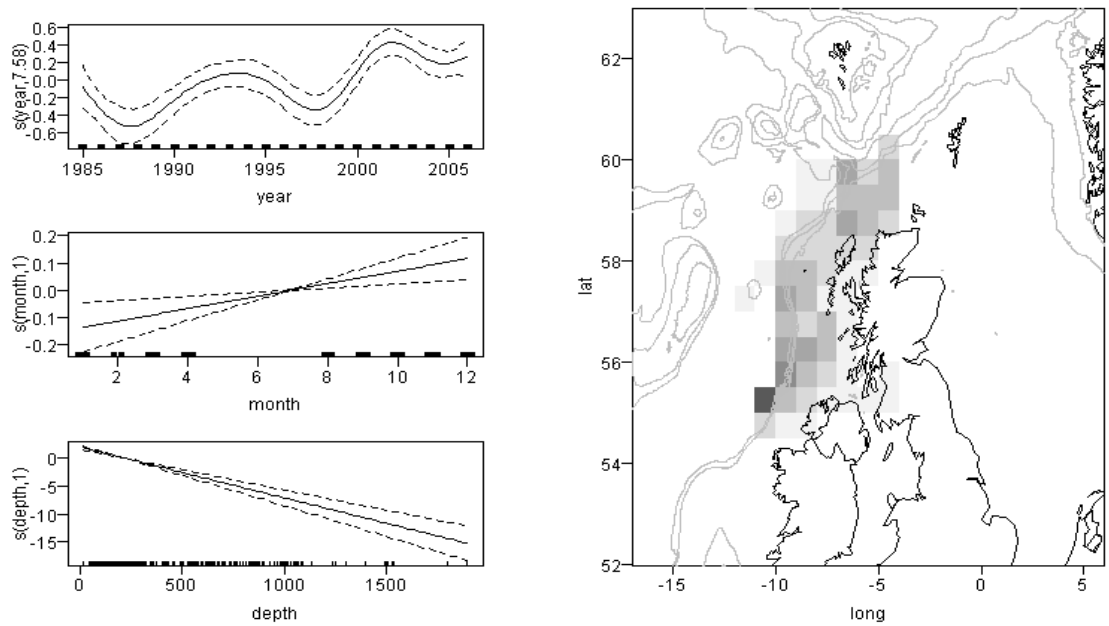 0.6
0.4
0.2
0.0
-0.2
-0.4
-0.6
s(year,7.58)
1985 1990 1995 2000 2005
year
0.2
0.1
0.0
-0.1
-0.2
s(month,1)
2 4 6 8 10 12
month
0
-5
-10
-15
s(depth,1)
0 500 1000 1500
depth
62
60
58
56
54
52
lat
-15 -10 -5 0 5
long